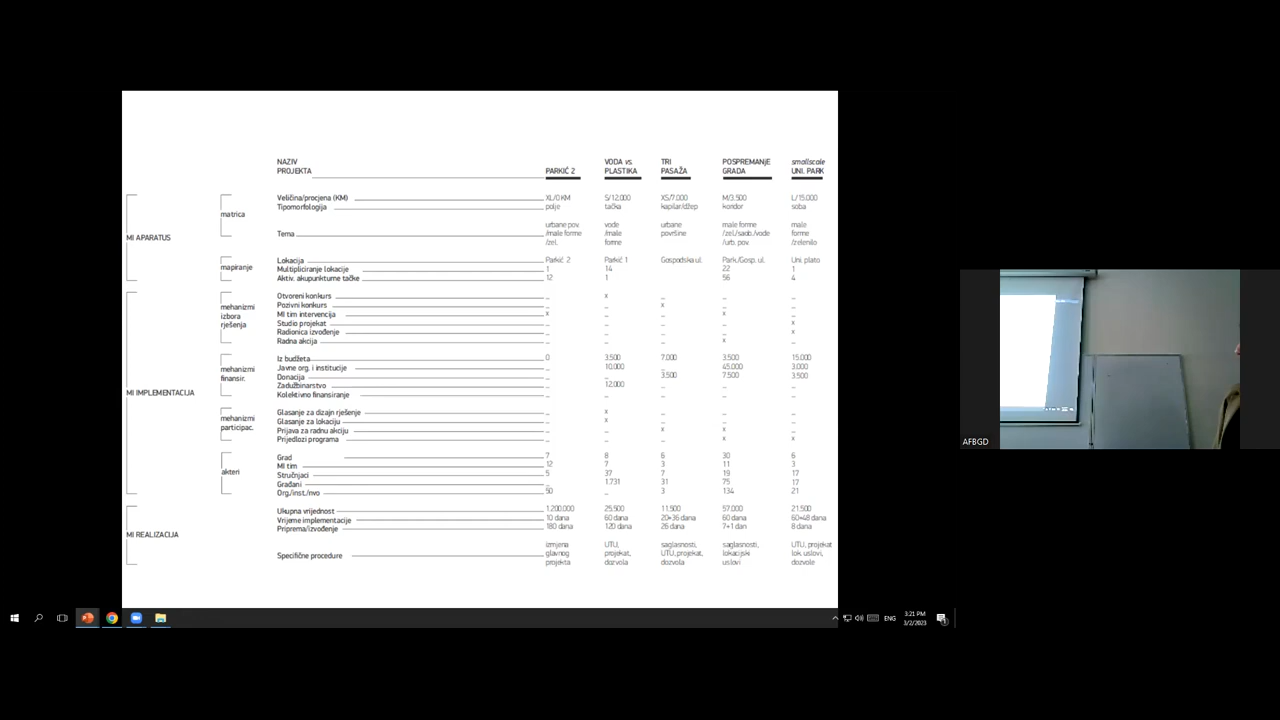 NAZIV PROJEKTA PARKIĆ 2 VODA vs. PLASTIKA TRI PASAŽA POSPREMANJE GRADA smallscale UNI. PARK
MI APARATUS
matrica
Veličina/procjena (KM) XL/0 KM S/12.000 XS/7.000 M/3.500 L/15.000
Tipomorfologija polje tačka kapilar/džep koridor soba
Tema urbane pov. /male forme /zel. vode /male forme urbane površine male forme /zel./saob./vode /urb. pov. male forme /zelenilo
mapiranje
Lokacija Parkić 2 Parkić 1 Gospodska ul. Park/Gosp. ul. Uni. plato
Multipliciranje lokacije 1 14 _ 22 1
Aktiv. akupunkturne tačke 12 1 _ 56 4
MI IMPLEMENTACIJA
mehanizmi izbora rješenja
Otvoreni konkurs _ x _ _ _
Pozivni konkurs _ _ x _ _
MI tim intervencija x _ _ x _
Studio projekat _ _ _ _ x
Radionica izvođenje _ _ _ _ x
Radna akcija _ _ _ x _
mehanizmi finansir.
Iz budžeta 0 3.500 7.000 3.500 15.000
Javne org. i institucije _ 10.000 _ 45.000 3.000
Donacija _ _ 3.500 7.500 3.500
Zadužbinarstvo _ 12.000 _ _ _
Kolektivno finansiranje _ _ _ _ _
mehanizmi participac.
Glasanje za dizajn rješenje _ x _ _ _
Glasanje za lokaciju _ x _ _ _
Prijava za radnu akciju _ _ x x _
Prijedlozi programa _ _ _ x x
akteri
Grad 7 8 6 30 6
MI tim 12 7 3 11 3
Stručnjaci 5 37 7 19 17
Građani _ 1.731 31 75 17
Org./inst./nvo 50 _ 3 134 21
MI REALIZACIJA
Ukupna vrijednost 1.200.000 25.500 11.500 57.000 21.500
Vrijeme implementacije 10 dana 60 dana 20+36 dana 60 dana 60+48 dana
Priprema/izvođenje 180 dana 120 dana 26 dana 7+1 dan 8 dana
Specifične procedure izmjena glavnog projekta UTU, projekat, dozvola saglasnosti, UTU, projekat, dozvola saglasnosti, lokacijski uslovi UTU, projekat lok. uslovi, dozvole
AFBGD
ENG
3:21 PM
3/2/2023